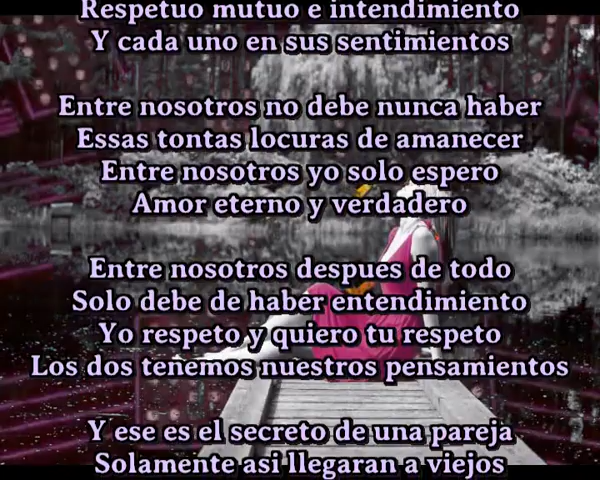 Respetuo mutuo e intendimiento
Y cada uno en sus sentimientos
Entre nosotros no debe nunca haber
Essas tontas locuras de amanecer
Entre nosotros yo solo espero
Amor eterno y verdadero
Entre nosotros despues de todo
Solo debe de haber entendimiento
Yo respeto y quiero tu respeto
Los dos tenemos nuestros pensamientos
Y ese es el secreto de una pareja
Solamente asi llegaran a viejos